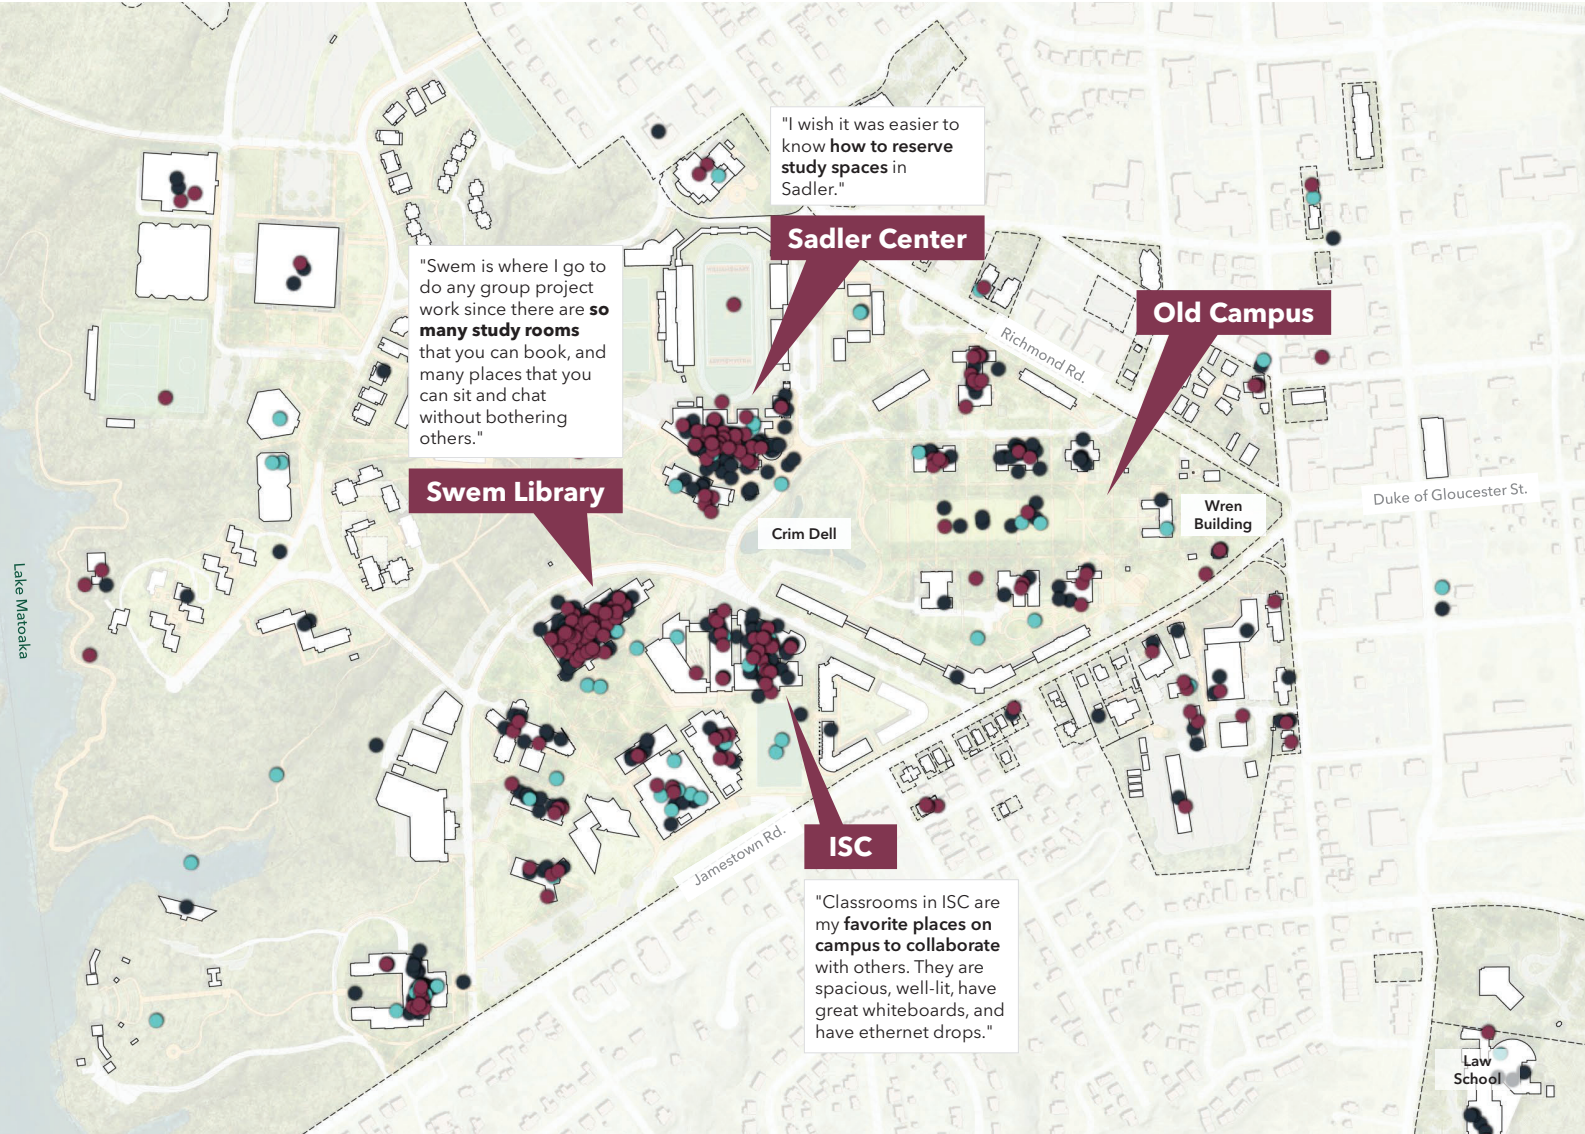 "I wish it was easier to
know how to reserve
study spaces in
Sadler."
Sadler Center
"Swem is where I go to
do any group project
work since there are so
many study rooms
that you can book, and
many places that you
can sit and chat
without bothering
others."
Swem Library
Old Campus
Richmond Rd.
Duke of Gloucester St.
Wren
Building
Crim Dell
Lake Matoaka
Jamestown Rd.
ISC
"Classrooms in ISC are
my favorite places on
campus to collaborate
with others. They are
spacious, well-lit, have
great whiteboards, and
have ethernet drops."
Law
School